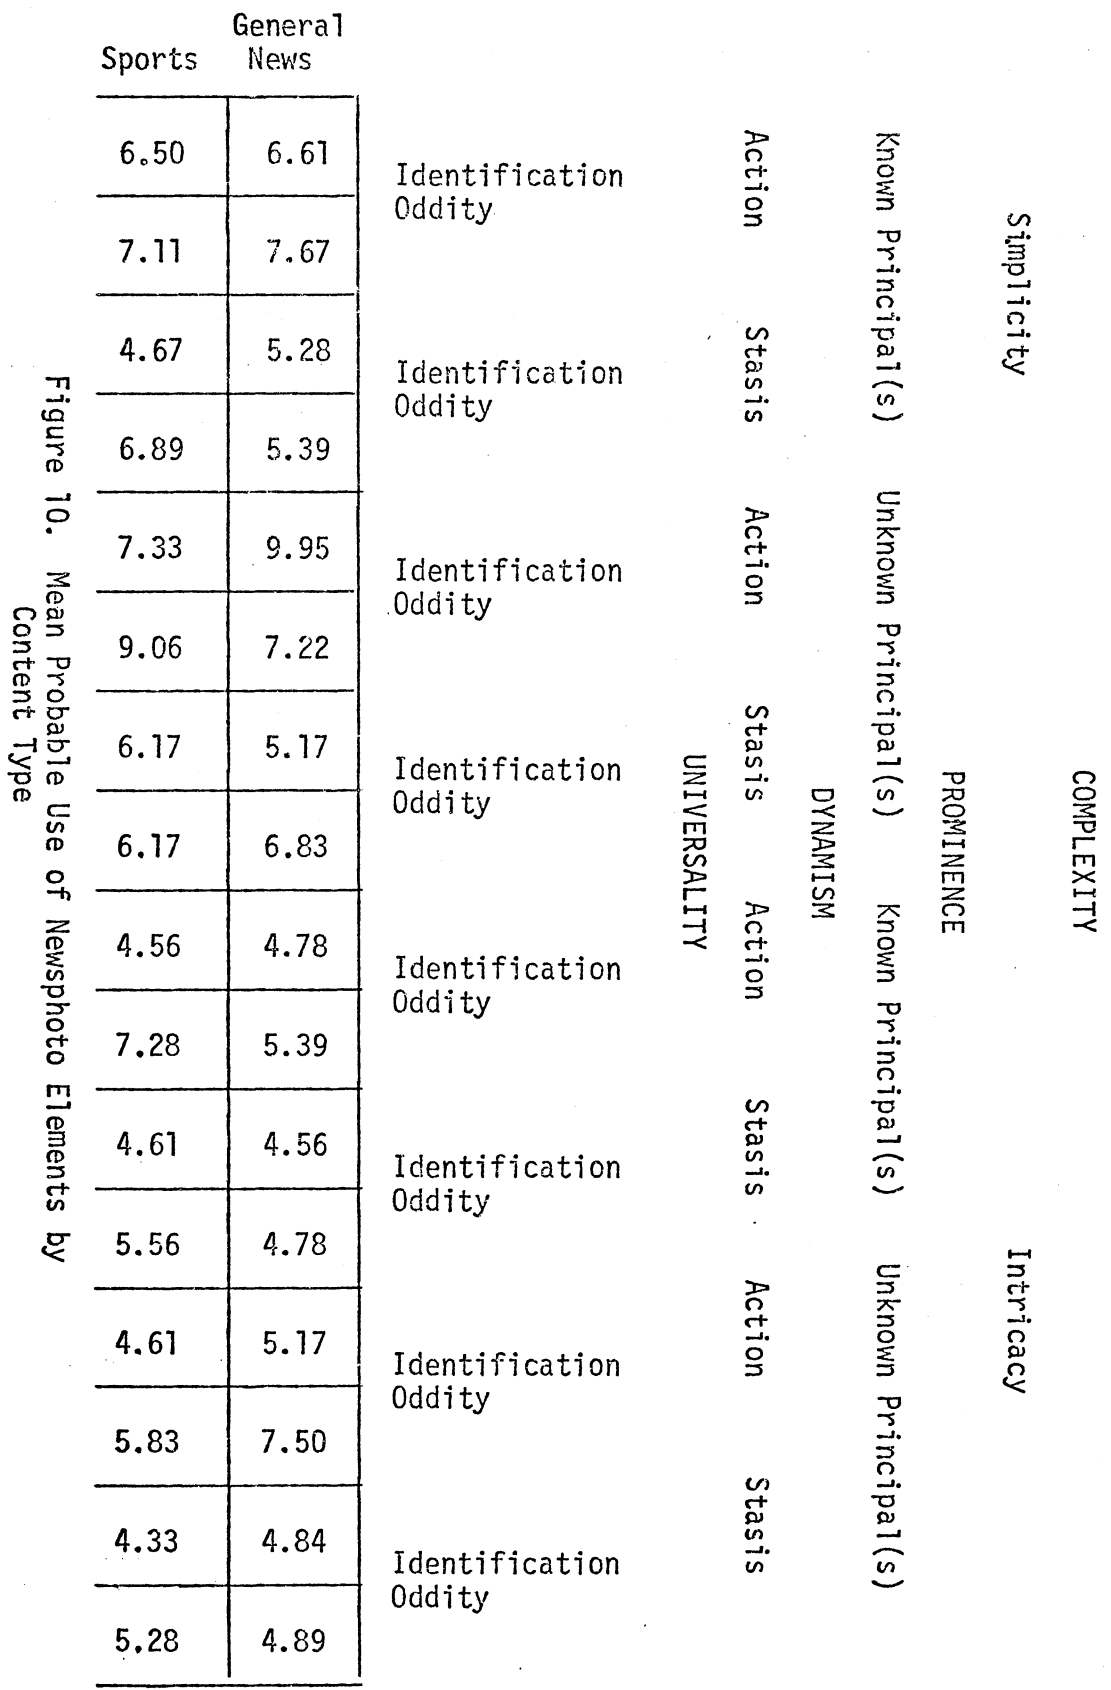 COMPLEXITY
Simplicity Intricacy
PROMINENCE
Known Principal(s) Unknown Principal(s) Known Principal(s) Unknown Principal(s)
DYNAMISM
Action Stasis Action Stasis Action Stasis Action Stasis
UNIVERSALITY
General
Sports News
6.50 6.61
Identification
Oddity
7.11 7.67
4.67 5.28
Identification
Oddity
6.89 5.39
7.33 9.95
Identification
Oddity
9.06 7.22
6.17 5.17
Identification
Oddity
6.17 6.83
4.56 4.78
Identification
Oddity
7.28 5.39
4.61 4.56
Identification
Oddity
5.56 4.78
4.61 5.17
Identification
Oddity
5.83 7.50
4.33 4.84
Identification
Oddity
5.28 4.89
Figure 10. Mean Probable Use of Newsphoto Elements by
Content Type